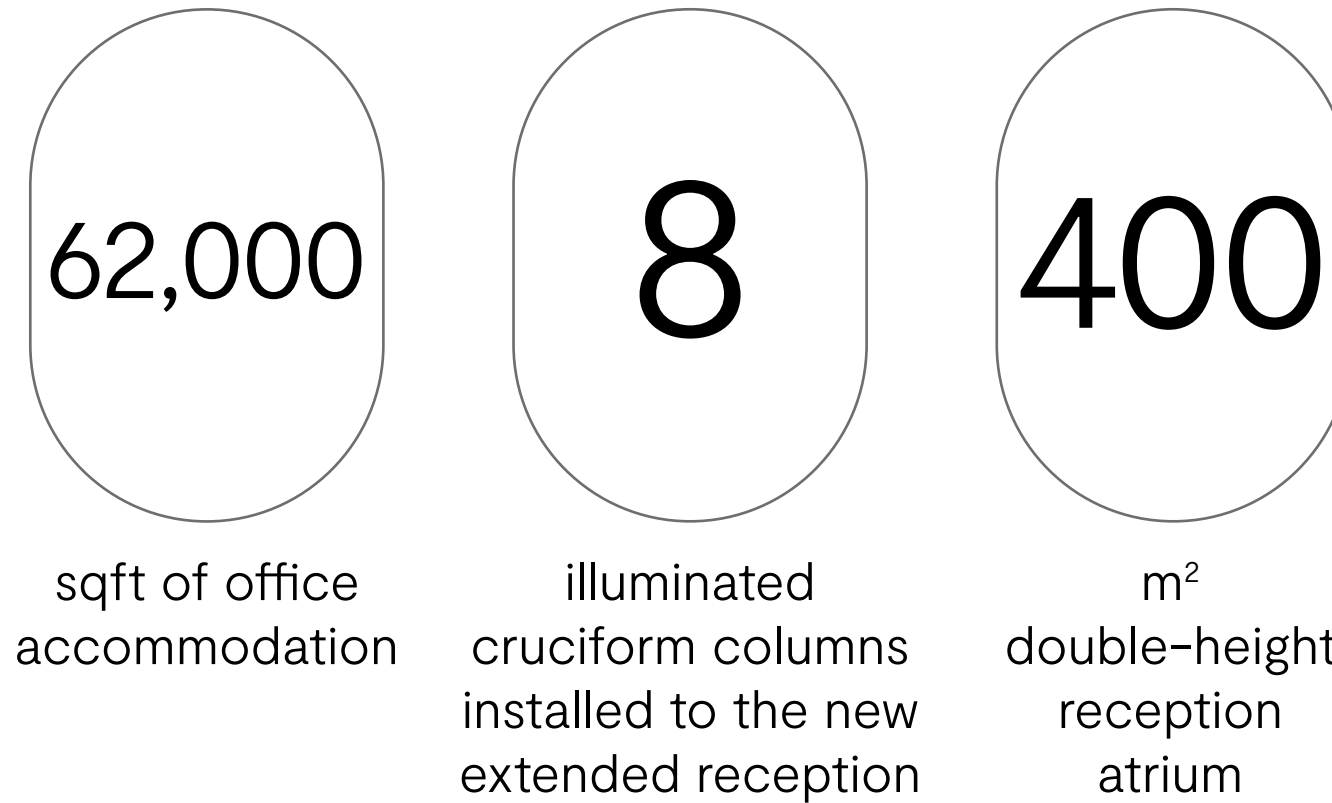 62,000
sqft of office
accommodation
8
illuminated
cruciform columns
installed to the new
extended reception
400
m²
double-height
reception
atrium